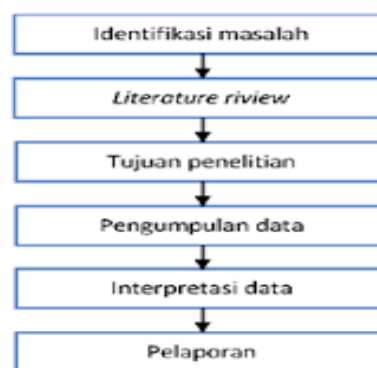 Identifikasi masalah
Literature riview
Tujuan penelitian
Pengumpulan data
Interpretasi data
Pelaporan